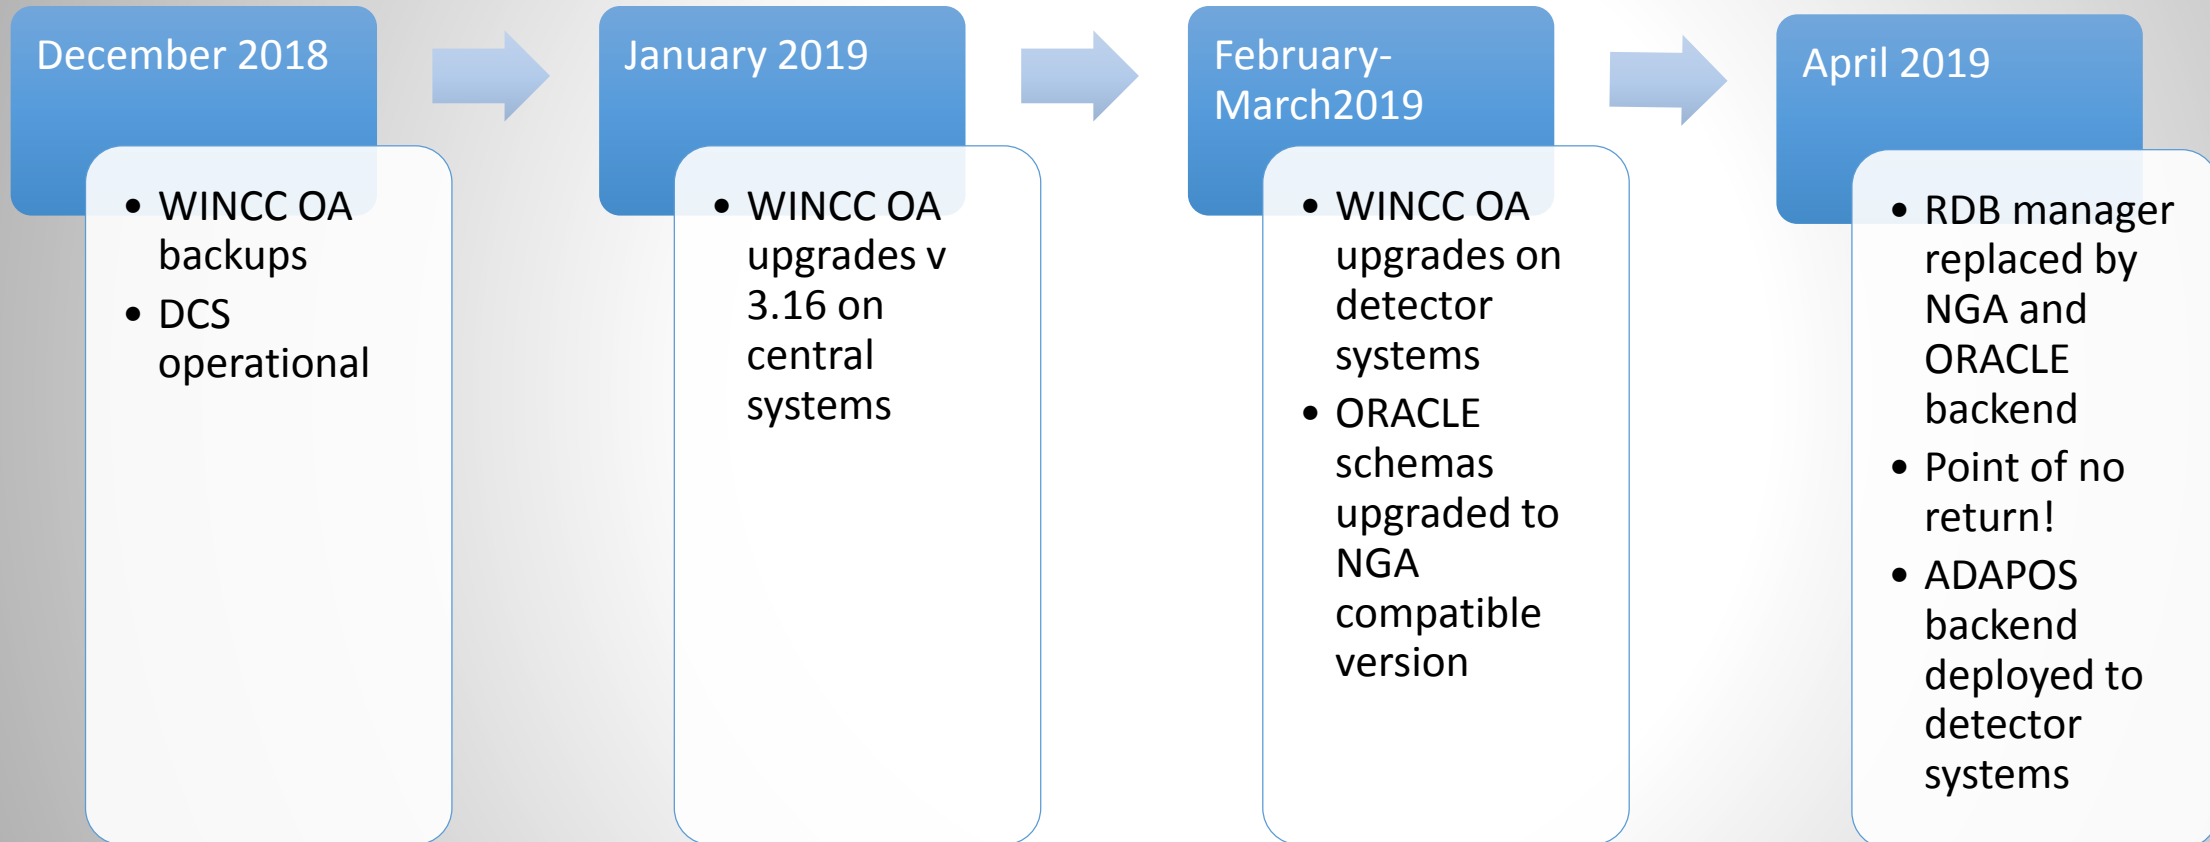 December 2018
• WINCC OA
backups
• DCS
operational
January 2019
• WINCC OA
upgrades v
3.16 on
central
systems
February-
March2019
• WINCC OA
upgrades on
detector
systems
• ORACLE
schemas
upgraded to
NGA
compatible
version
April 2019
• RDB manager
replaced by
NGA and
ORACLE
backend
• Point of no
return!
• ADAPOS
backend
deployed to
detector
systems